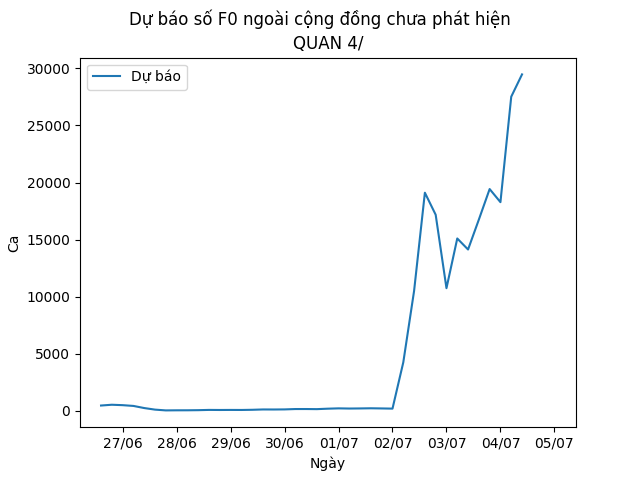 Dự báo số F0 ngoài cộng đồng chưa phát hiện
QUAN 4/
Dự báo
30000
25000
20000
15000
10000
5000
0
Ca
27/06 28/06 29/06 30/06 01/07 02/07 03/07 04/07 05/07
Ngày